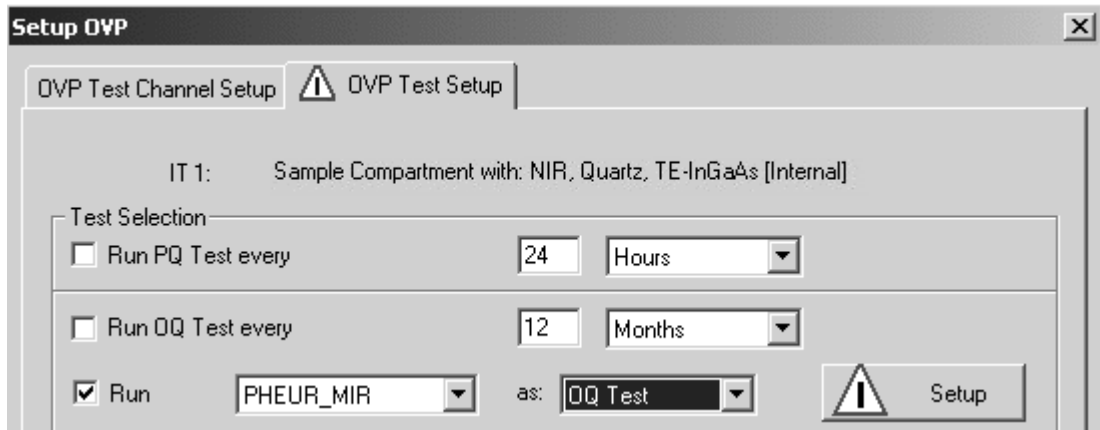 Setup OVP
OVP Test Channel Setup OVP Test Setup
IT 1: Sample Compartment with: NIR, Quartz, TE-InGaAs [Internal]
Test Selection
Run PQ Test every 24 Hours
Run OQ Test every 12 Months
Run PHEUR_MIR as: OQ Test Setup